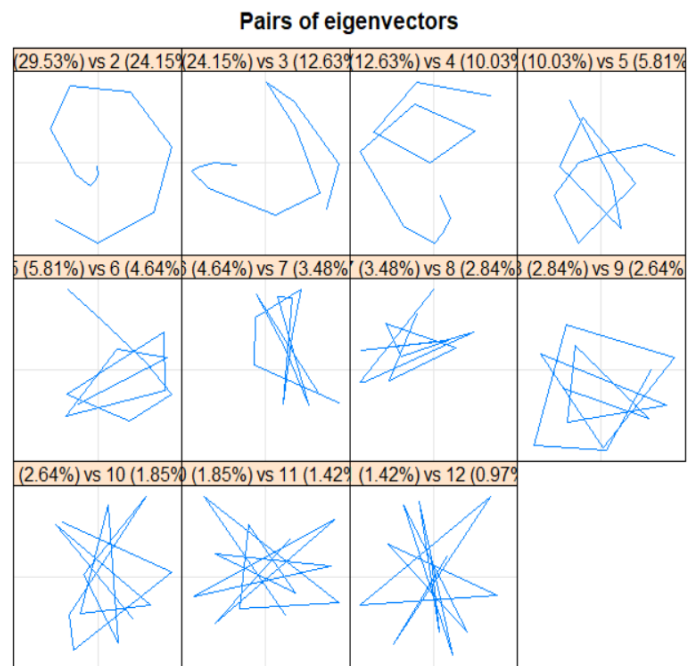 Pairs of eigenvectors
(29.53%) vs 2 (24.15%
(24.15%) vs 3 (12.63%
(12.63%) vs 4 (10.03%
(10.03%) vs 5 (5.81%
(5.81%) vs 6 (4.64%
(4.64%) vs 7 (3.48%
(3.48%) vs 8 (2.84%
(2.84%) vs 9 (2.64%
(2.64%) vs 10 (1.85%
(1.85%) vs 11 (1.42%
(1.42%) vs 12 (0.97%